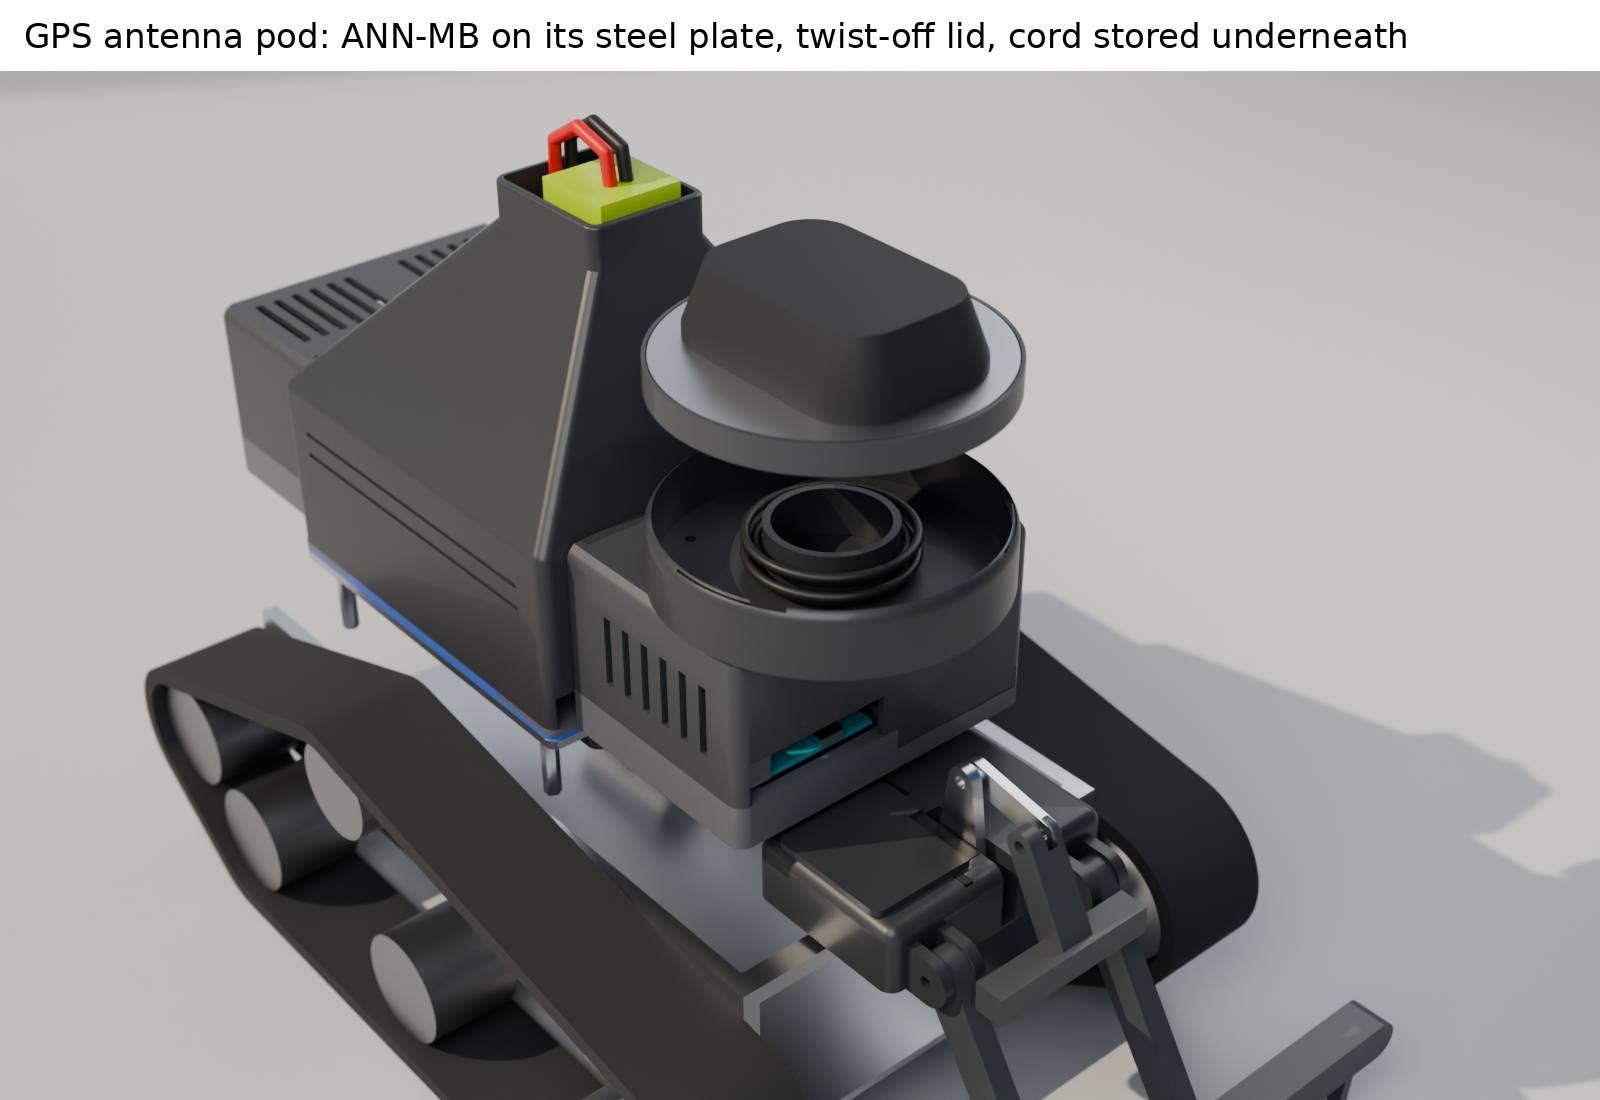 GPS antenna pod: ANN-MB on its steel plate, twist-off lid, cord stored underneath